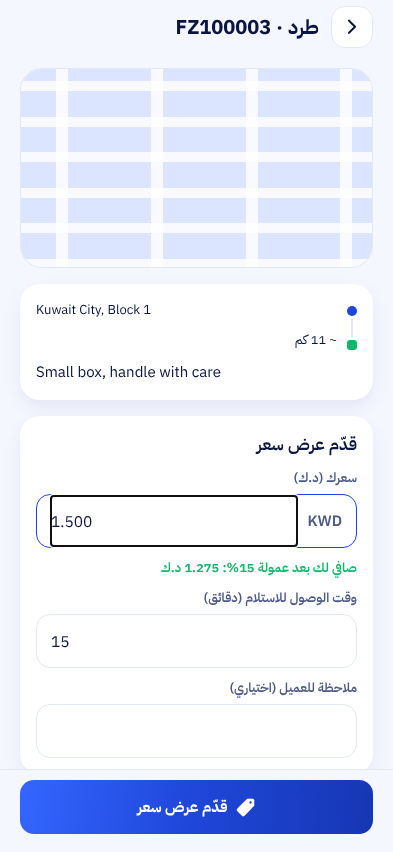 طرد · FZ100003
Kuwait City, Block 1
~ 11 كم
Small box, handle with care
قدّم عرض سعر
سعرك (د.ك)
KWD
1.500
صافي لك بعد عمولة 15%: 1.275 د.ك
وقت الوصول للاستلام (دقائق)
15
ملاحظة للعميل (اختياري)
قدّم عرض سعر